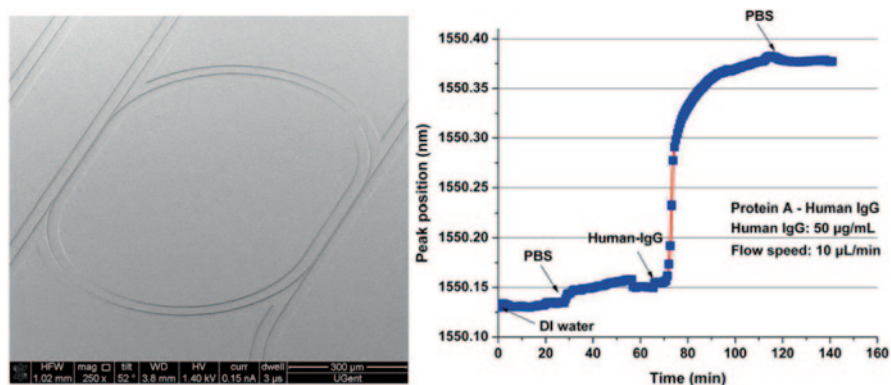 HFW mag □ tilt WD HV curr dwell
1.02 mm 250 x 52 ° 3.8 mm 1.40 kV 0.15 nA 3 µs
300 µm
UGent
Peak position (nm)
1550.40
1550.35
1550.30
1550.25
1550.20
1550.15
1550.10
PBS
Protein A - Human IgG
Human IgG: 50 µg/mL
Flow speed: 10 µL/min
Human-IgG
PBS
DI water
0 20 40 60 80 100 120 140 160
Time (min)